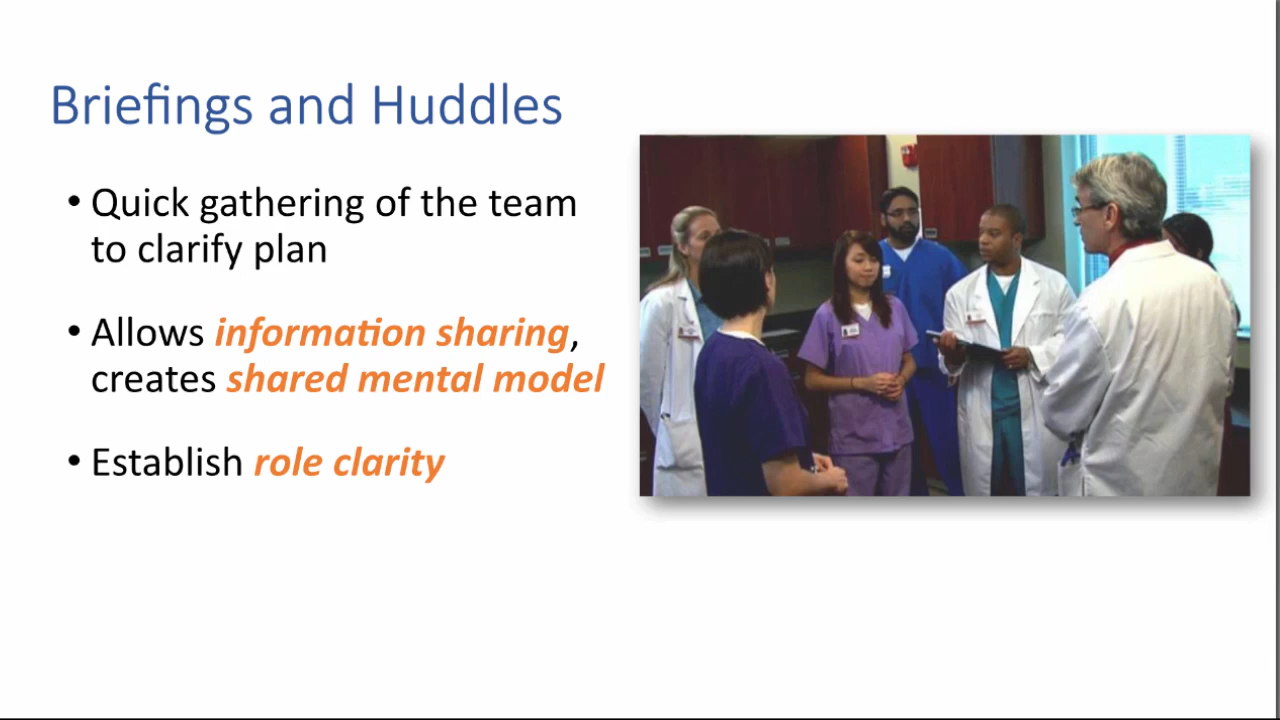 Briefings and Huddles
• Quick gathering of the team
to clarify plan
• Allows information sharing,
creates shared mental model
• Establish role clarity